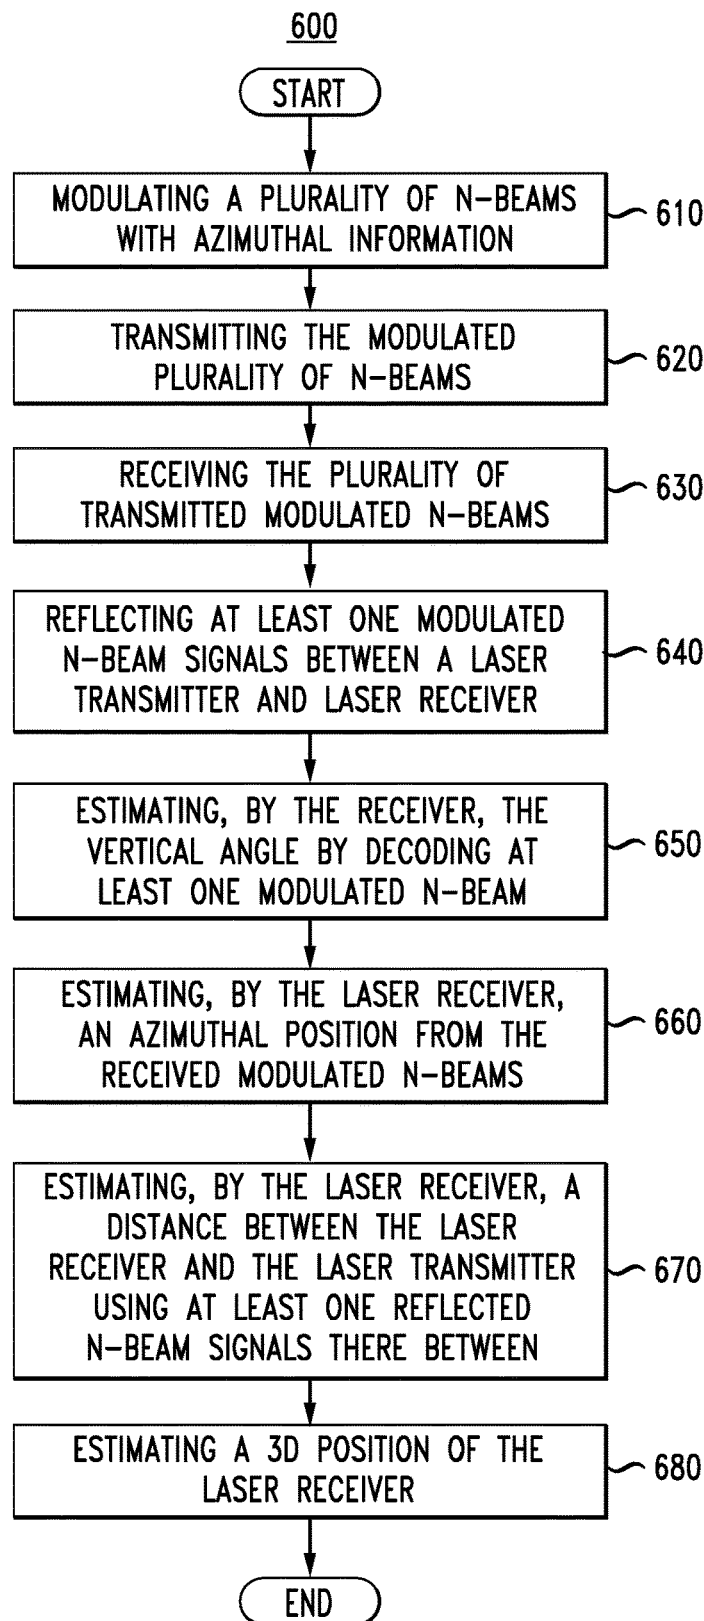 600
START
MODULATING A PLURALITY OF N-BEAMS
WITH AZIMUTHAL INFORMATION
610
TRANSMITTING THE MODULATED
PLURALITY OF N-BEAMS
620
RECEIVING THE PLURALITY OF
TRANSMITTED MODULATED N-BEAMS
630
REFLECTING AT LEAST ONE MODULATED
N-BEAM SIGNALS BETWEEN A LASER
TRANSMITTER AND LASER RECEIVER
640
ESTIMATING, BY THE RECEIVER, THE
VERTICAL ANGLE BY DECODING AT
LEAST ONE MODULATED N-BEAM
650
ESTIMATING, BY THE LASER RECEIVER,
AN AZIMUTHAL POSITION FROM THE
RECEIVED MODULATED N-BEAMS
660
ESTIMATING, BY THE LASER RECEIVER, A
DISTANCE BETWEEN THE LASER
RECEIVER AND THE LASER TRANSMITTER
USING AT LEAST ONE REFLECTED
N-BEAM SIGNALS THERE BETWEEN
670
ESTIMATING A 3D POSITION OF THE
LASER RECEIVER
680
END